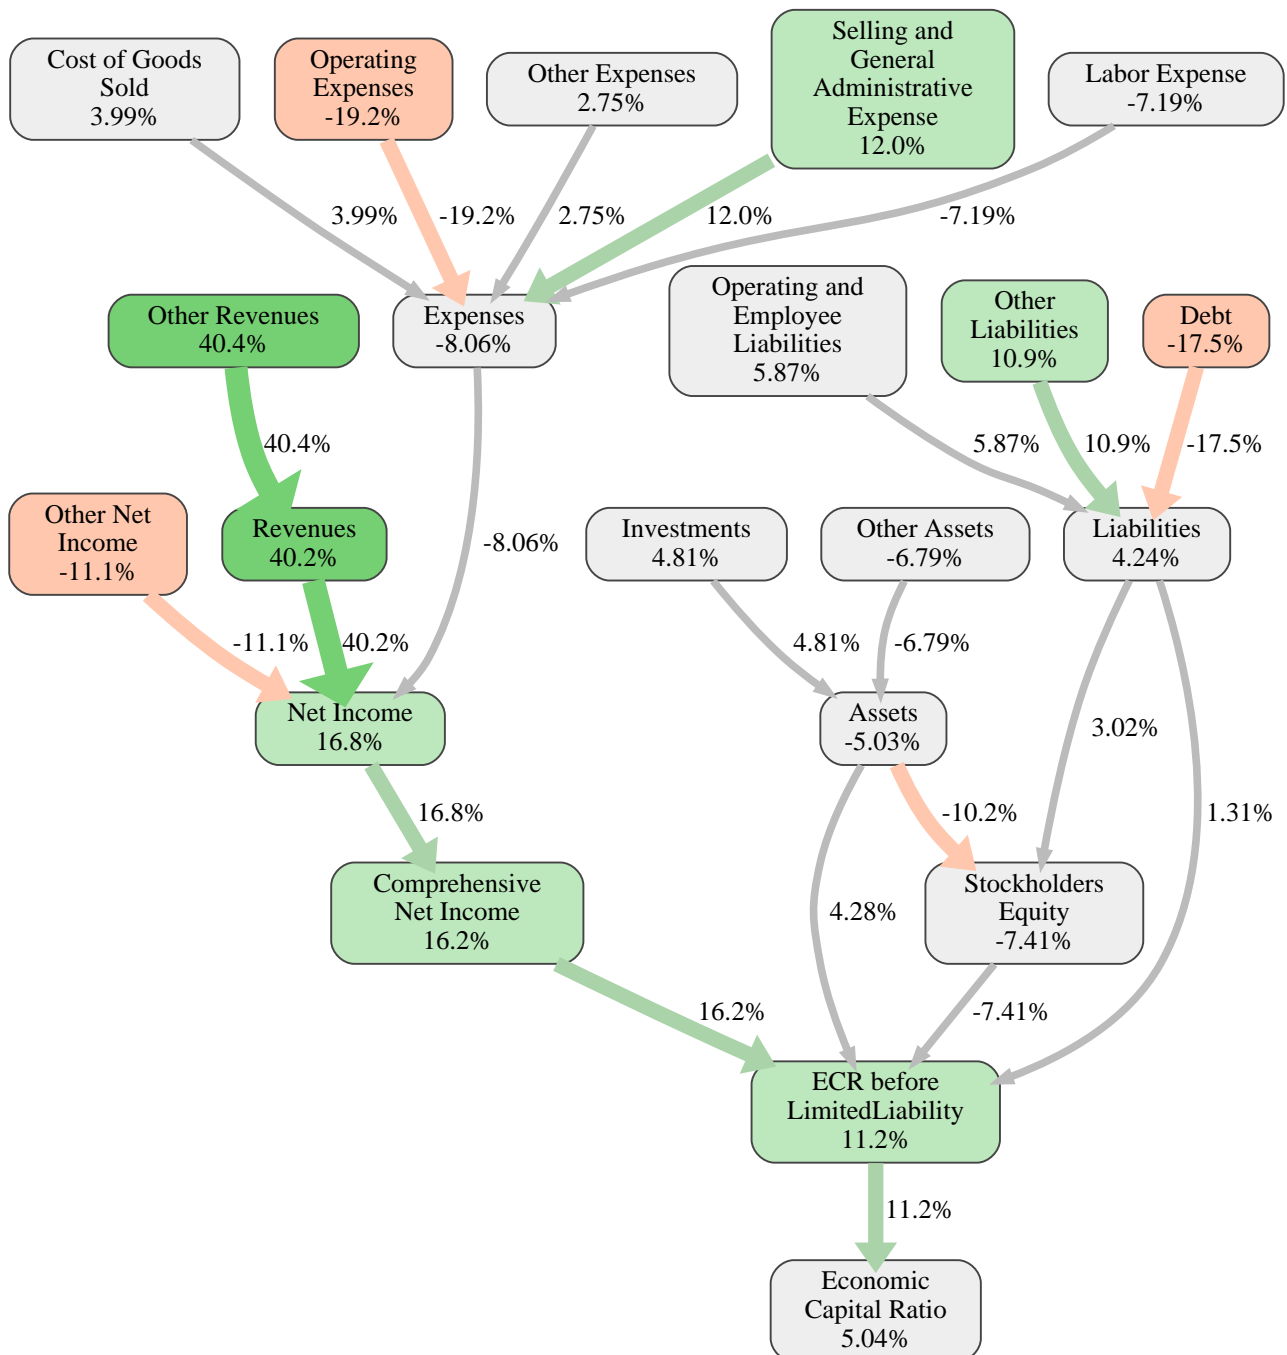 Cost of Goods
Sold
3.99%
Operating
Expenses
-19.2%
Other Expenses
2.75%
Selling and
General
Administrative
Expense
12.0%
Labor Expense
-7.19%
3.99%
-19.2%
2.75%
12.0%
-7.19%
Other Revenues
40.4%
Expenses
-8.06%
Operating and
Employee
Liabilities
5.87%
Other
Liabilities
10.9%
Debt
-17.5%
40.4%
5.87%
10.9%
-17.5%
Other Net
Income
-11.1%
Revenues
40.2%
-8.06%
Investments
4.81%
Other Assets
-6.79%
Liabilities
4.24%
-11.1%
40.2%
4.81%
-6.79%
Net Income
16.8%
Assets
-5.03%
3.02%
16.8%
-10.2%
1.31%
Comprehensive
Net Income
16.2%
4.28%
Stockholders
Equity
-7.41%
16.2%
-7.41%
ECR before
LimitedLiability
11.2%
11.2%
Economic
Capital Ratio
5.04%